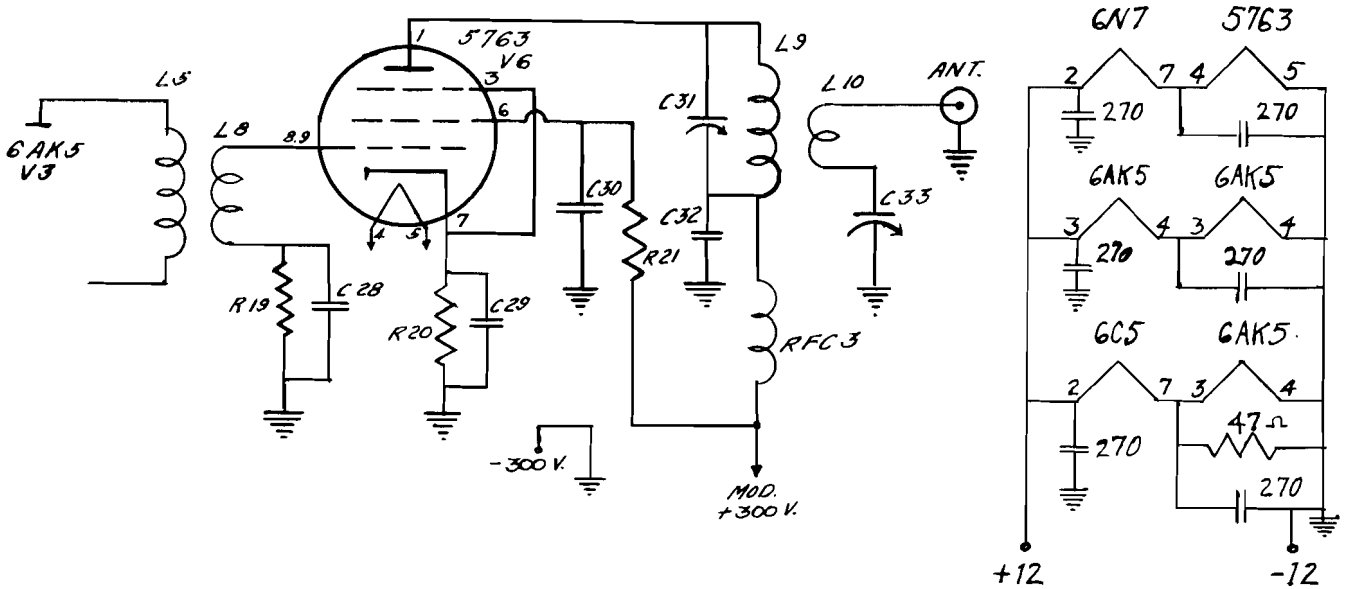 L5
6AK5
V3
L8
8.9
1
5763
V6
3
6
7
4
5
R19
C28
R20
C29
C30
R21
C31
C32
L9
L10
ANT.
C33
RFC3
-300 V.
MOD.
+300 V.
6N7
5763
2
7
4
5
270
270
6AK5
6AK5
3
4
3
4
270
270
6C5
6AK5.
2
7
3
4
47 Ω
270
270
+12
-12